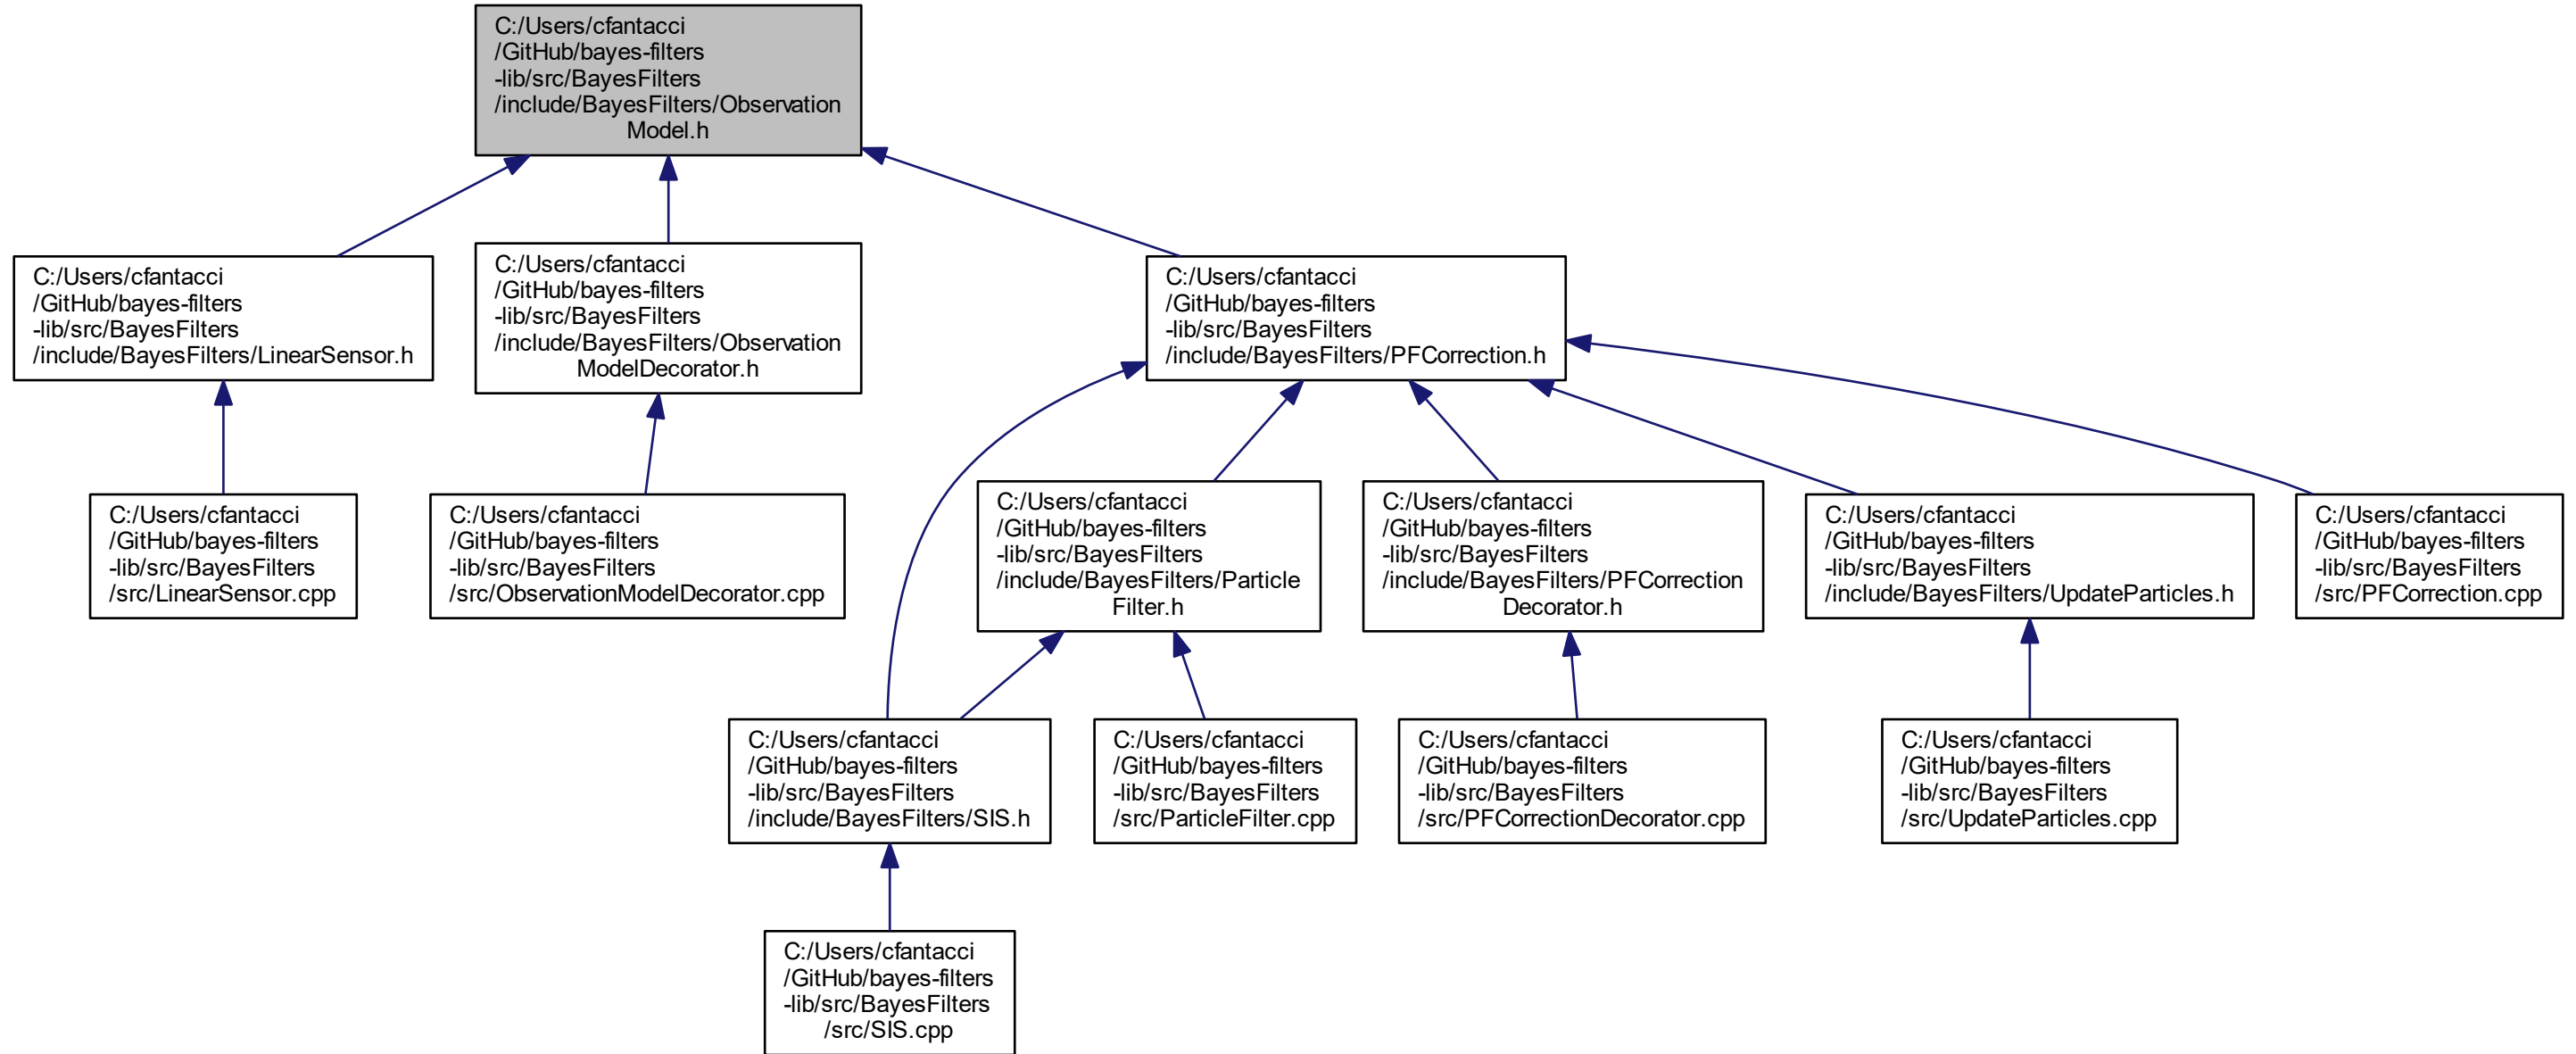 C:/Users/cfantacci
/GitHub/bayes-filters
-lib/src/BayesFilters
/include/BayesFilters/Observation
Model.h
C:/Users/cfantacci
/GitHub/bayes-filters
-lib/src/BayesFilters
/include/BayesFilters/LinearSensor.h
C:/Users/cfantacci
/GitHub/bayes-filters
-lib/src/BayesFilters
/include/BayesFilters/Observation
ModelDecorator.h
C:/Users/cfantacci
/GitHub/bayes-filters
-lib/src/BayesFilters
/include/BayesFilters/PFCorrection.h
C:/Users/cfantacci
/GitHub/bayes-filters
-lib/src/BayesFilters
/src/LinearSensor.cpp
C:/Users/cfantacci
/GitHub/bayes-filters
-lib/src/BayesFilters
/src/ObservationModelDecorator.cpp
C:/Users/cfantacci
/GitHub/bayes-filters
-lib/src/BayesFilters
/include/BayesFilters/Particle
Filter.h
C:/Users/cfantacci
/GitHub/bayes-filters
-lib/src/BayesFilters
/include/BayesFilters/PFCorrection
Decorator.h
C:/Users/cfantacci
/GitHub/bayes-filters
-lib/src/BayesFilters
/include/BayesFilters/UpdateParticles.h
C:/Users/cfantacci
/GitHub/bayes-filters
-lib/src/BayesFilters
/src/PFCorrection.cpp
C:/Users/cfantacci
/GitHub/bayes-filters
-lib/src/BayesFilters
/include/BayesFilters/SIS.h
C:/Users/cfantacci
/GitHub/bayes-filters
-lib/src/BayesFilters
/src/ParticleFilter.cpp
C:/Users/cfantacci
/GitHub/bayes-filters
-lib/src/BayesFilters
/src/PFCorrectionDecorator.cpp
C:/Users/cfantacci
/GitHub/bayes-filters
-lib/src/BayesFilters
/src/UpdateParticles.cpp
C:/Users/cfantacci
/GitHub/bayes-filters
-lib/src/BayesFilters
/src/SIS.cpp